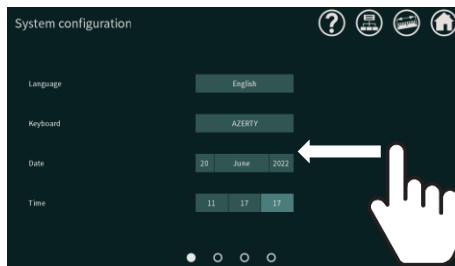 System configuration
?
Language English
Keyboard AZERTY
Date 20 June 2022
Time 11 17 17